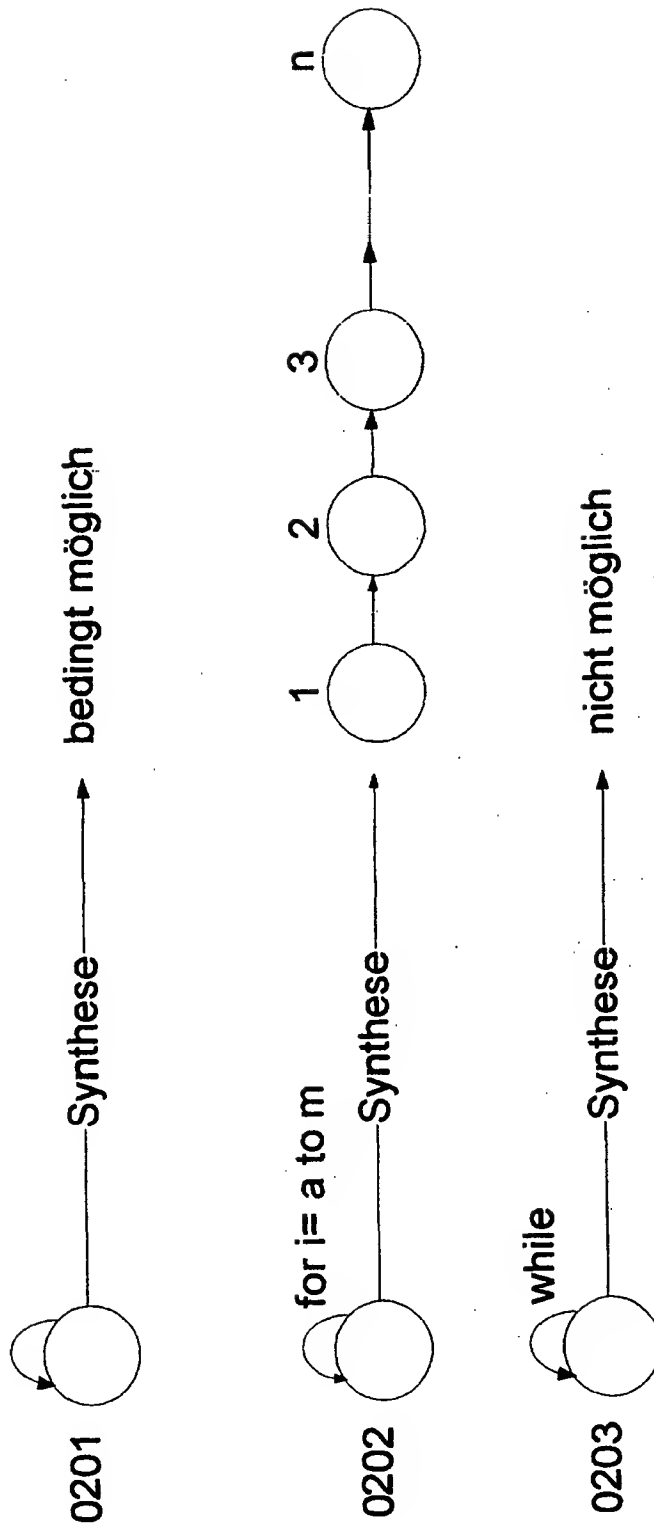 0201 Synthese bedingt möglich
0202 for i= a to m Synthese 1 2 3 n
0203 while Synthese nicht möglich